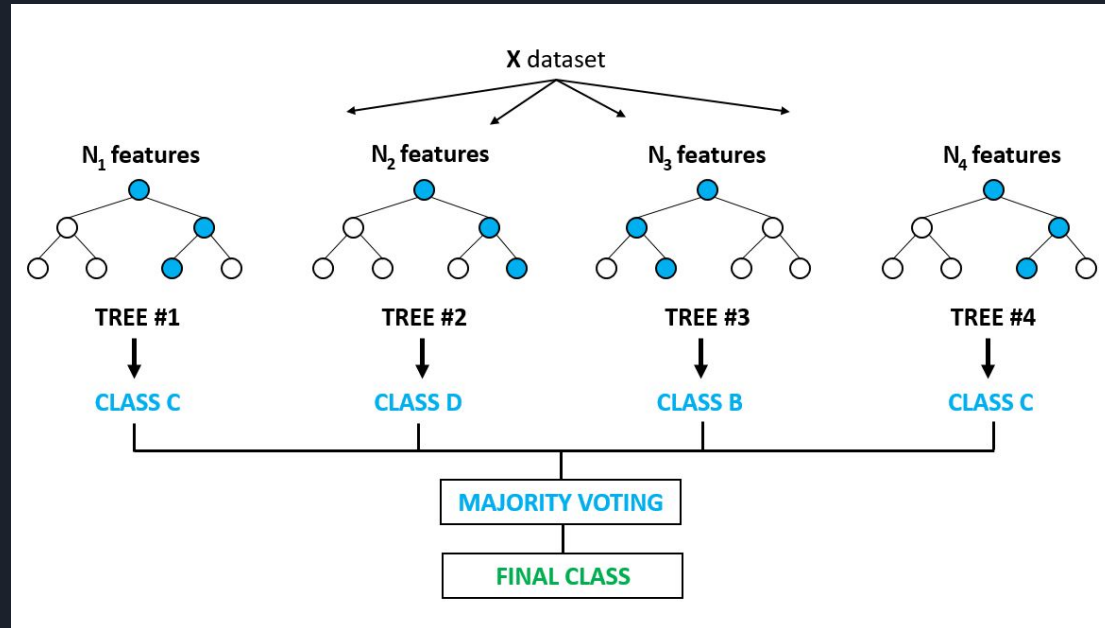 X dataset
N₁ features
N₂ features
N₃ features
N₄ features
TREE #1
TREE #2
TREE #3
TREE #4
CLASS C
CLASS D
CLASS B
CLASS C
MAJORITY VOTING
FINAL CLASS